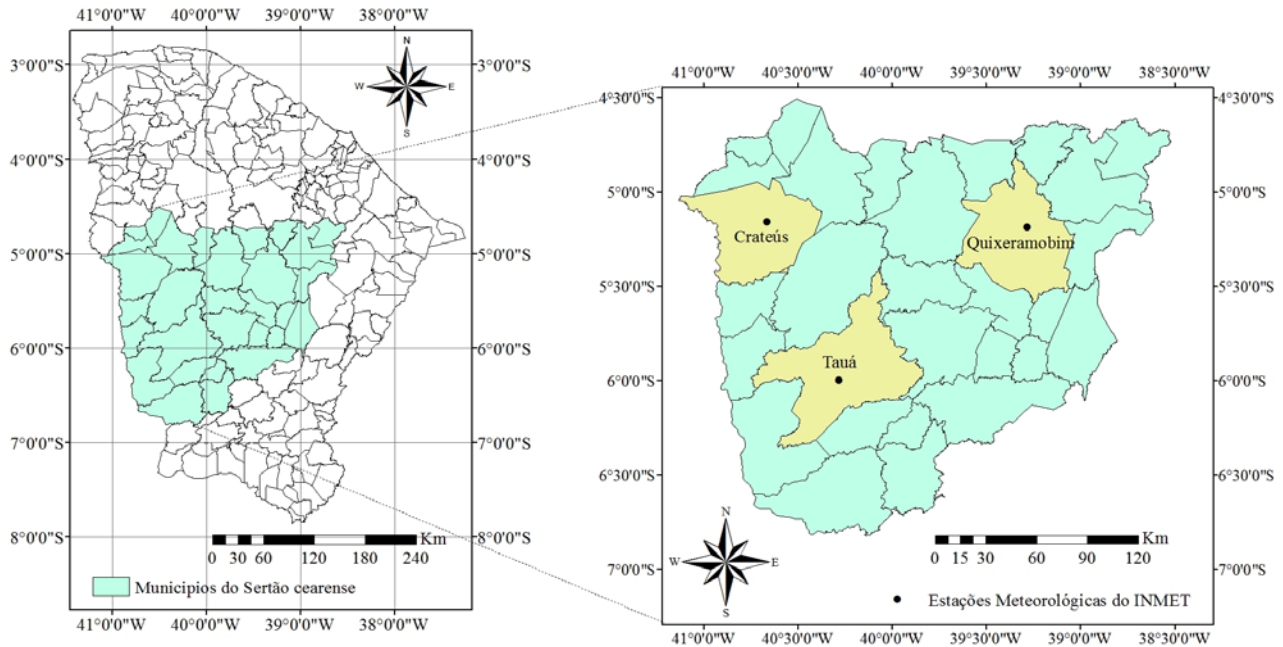 41°0'0"W 40°0'0"W 39°0'0"W 38°0'0"W
3°0'0"S 3°0'0"S
4°0'0"S 4°0'0"S
5°0'0"S 5°0'0"S
6°0'0"S 6°0'0"S
7°0'0"S 7°0'0"S
8°0'0"S 8°0'0"S
N
W E
S
Km
0 30 60 120 180 240
Municípios do Sertão cearense
41°0'0"W 40°0'0"W 39°0'0"W 38°0'0"W
41°0'0"W 40°30'0"W 40°0'0"W 39°30'0"W 39°0'0"W 38°30'0"W
4°30'0"S 4°30'0"S
5°0'0"S 5°0'0"S
Crateús
Quixeramobim
5°30'0"S 5°30'0"S
Tauá
6°0'0"S 6°0'0"S
6°30'0"S 6°30'0"S
7°0'0"S 7°0'0"S
N
W E
S
Km
0 15 30 60 90 120
Estações Meteorológicas do INMET
41°0'0"W 40°30'0"W 40°0'0"W 39°30'0"W 39°0'0"W 38°30'0"W